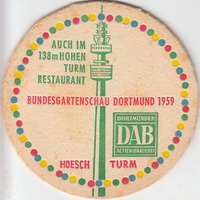 AUCH IM
138m HOHEN
TURM
RESTAURANT
BUNDESGARTENSCHAU DORTMUND 1959
DORTMUNDER
DAB
ACTIEN-BRAUEREI
HOESCH TURM